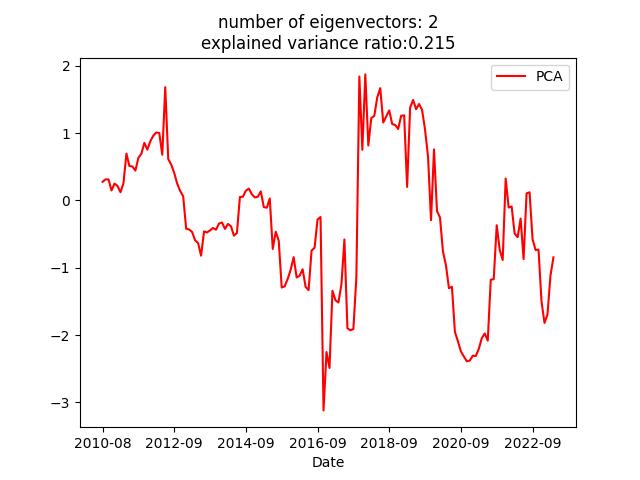 number of eigenvectors: 2
explained variance ratio:0.215
PCA
2
1
0
−1
−2
−3
2010-08 2012-09 2014-09 2016-09 2018-09 2020-09 2022-09
Date